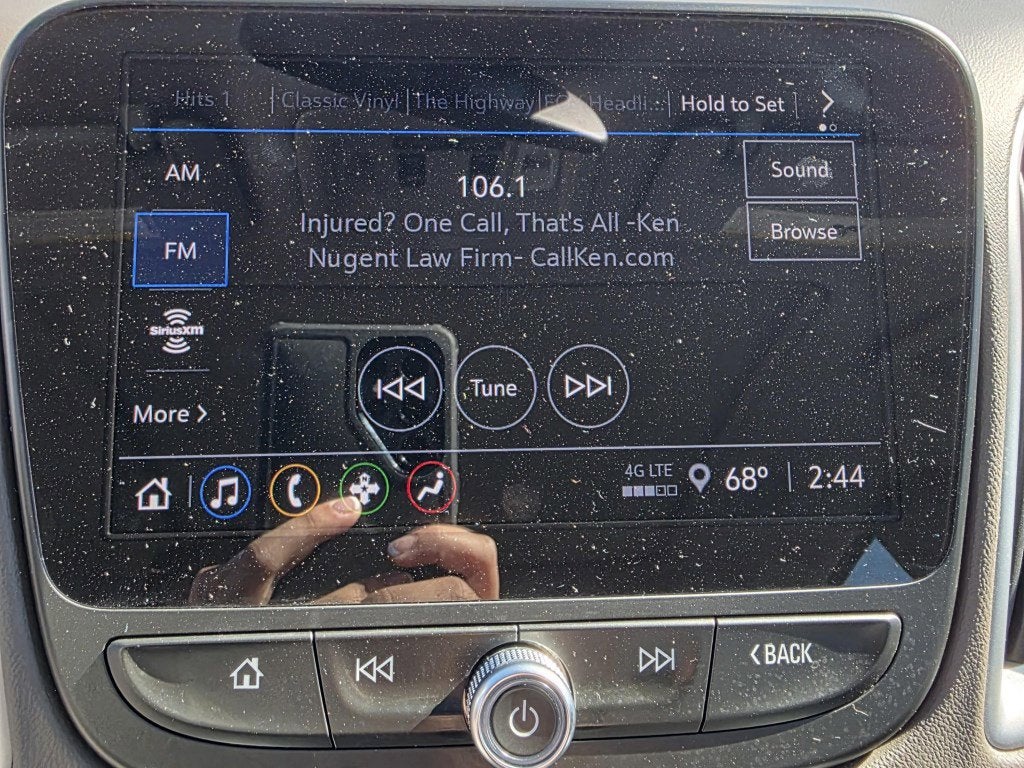 Hits 1
Classic Vinyl
The Highway
Headli...
Hold to Set
AM
106.1
Sound
Injured? One Call, That's All -Ken
Browse
FM
Nugent Law Firm- CallKen.com
SiriusXM
Tune
More
4G LTE
68°
2:44
N
BACK